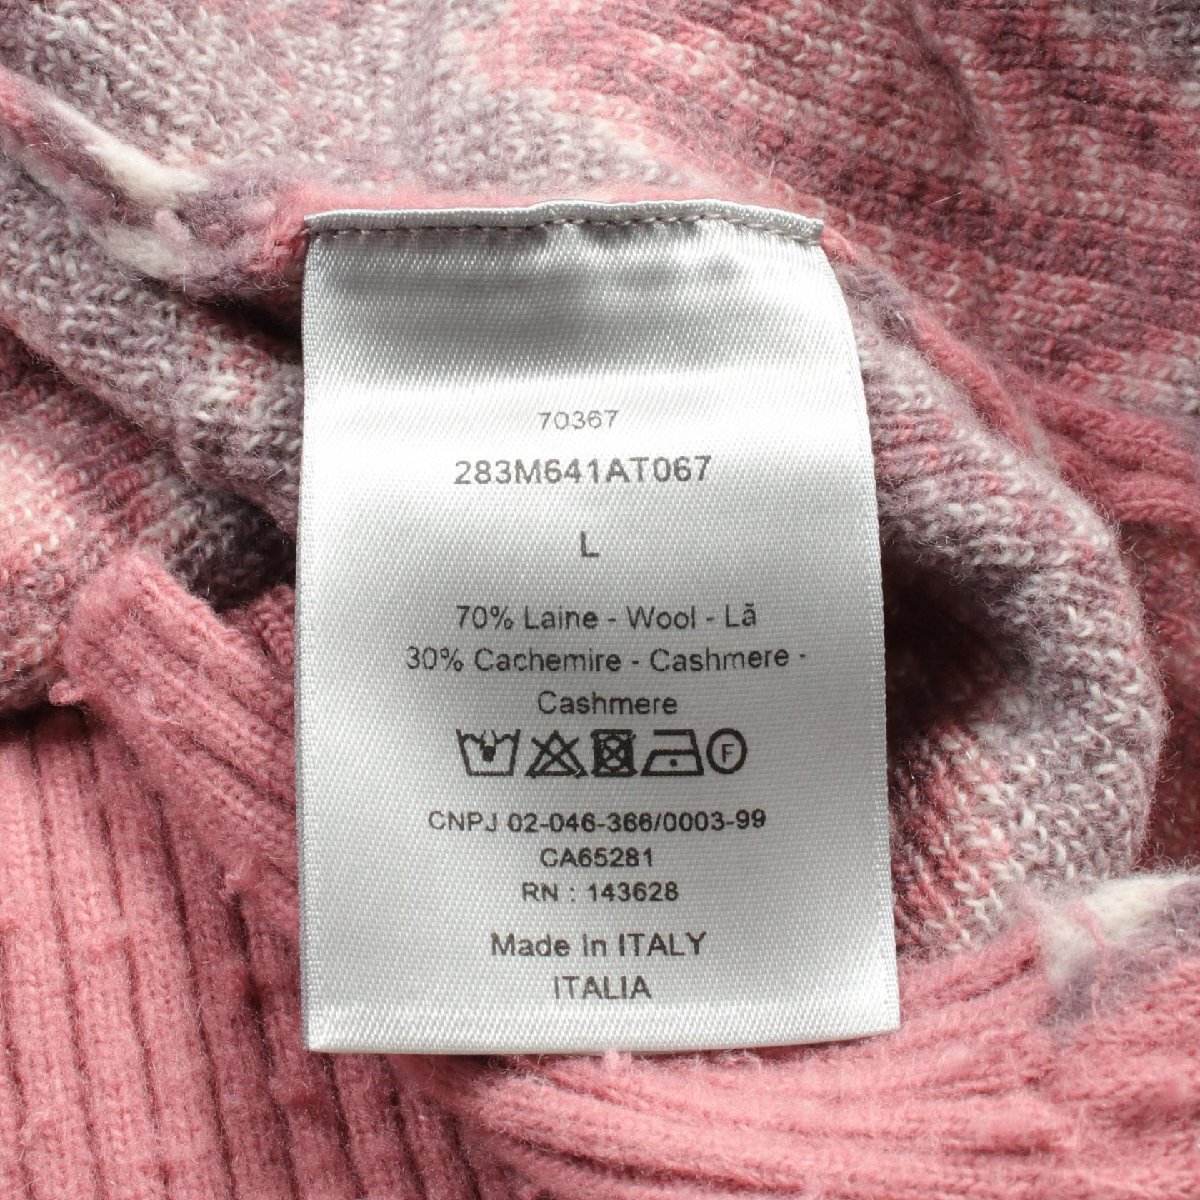 70367
283M641AT067
L
70% Laine - Wool - Lã
30% Cachemire - Cashmere -
Cashmere
F
CNPJ 02-046-366/0003-99
CA65281
RN : 143628
Made In ITALY
ITALIA